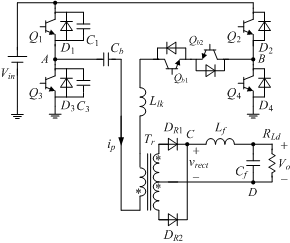 Q1
D1
C1
Cb
Qb2
Q2
D2
Vin
A
Qb1
B
Q3
D3
C3
Llk
Q4
D4
ip
Tr
DR1
C
Lf
RLd
+
vrect
−
Cf
+
Vo
−
*
*
*
D
DR2